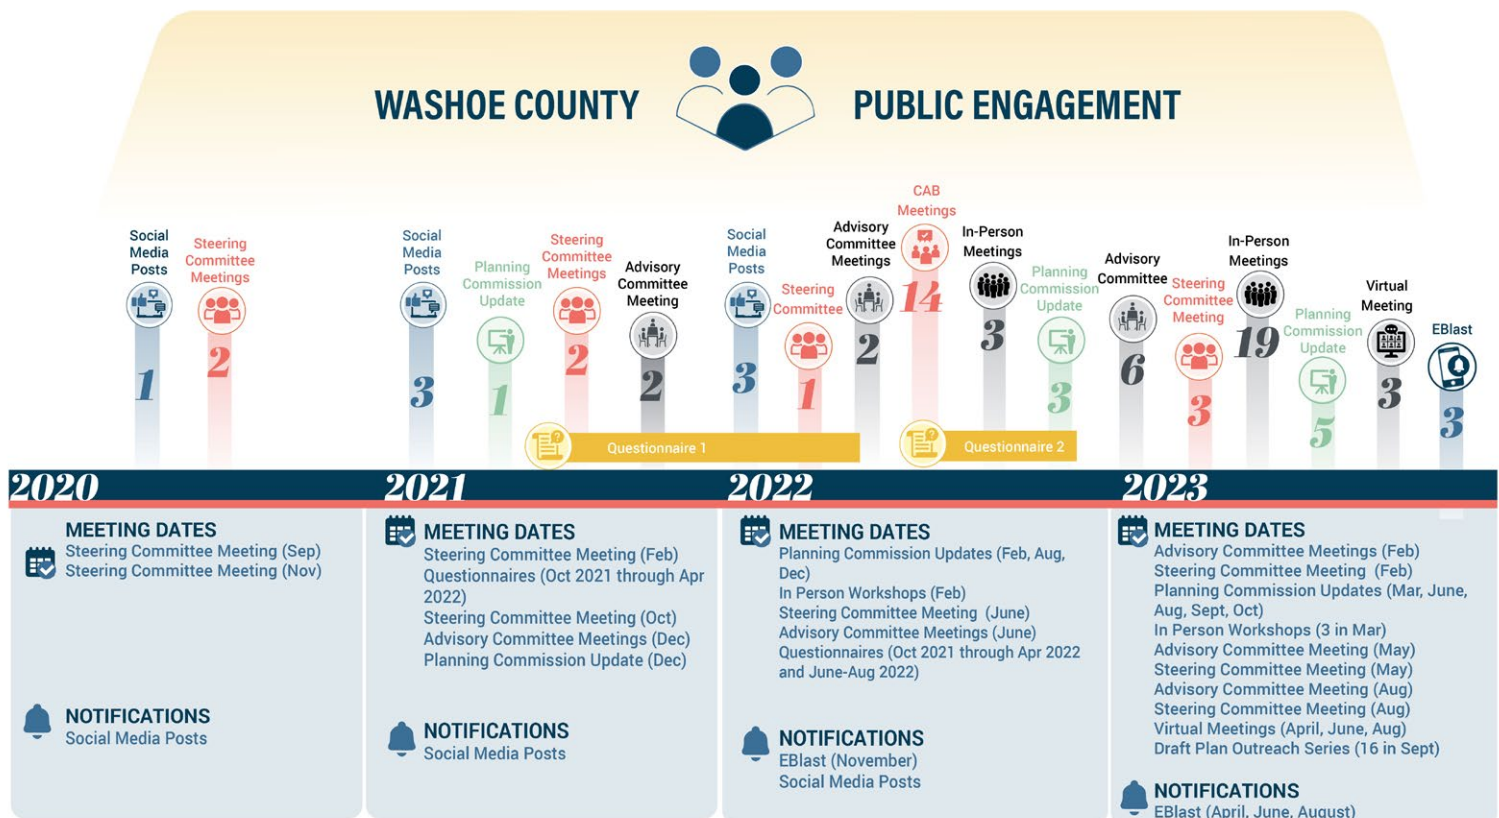 WASHOE COUNTY
PUBLIC ENGAGEMENT
Social
Media
Posts
1
Steering
Committee
Meetings
2
Social
Media
Posts
3
Planning
Commission
Update
1
Steering
Committee
Meetings
2
Advisory
Committee
Meeting
2
Social
Media
Posts
3
Steering
Committee
1
Advisory
Committee
Meetings
2
CAB
Meetings
14
In-Person
Meetings
3
Planning
Commission
Update
3
Advisory
Committee
6
Steering
Committee
Meeting
3
In-Person
Meetings
19
Planning
Commission
Update
5
Virtual
Meeting
3
EBlast
3
Questionnaire 1
Questionnaire 2
2020
MEETING DATES
Steering Committee Meeting (Sep)
Steering Committee Meeting (Nov)
NOTIFICATIONS
Social Media Posts
2021
MEETING DATES
Steering Committee Meeting (Feb)
Questionnaires (Oct 2021 through Apr
2022)
Steering Committee Meeting (Oct)
Advisory Committee Meetings (Dec)
Planning Commission Update (Dec)
NOTIFICATIONS
Social Media Posts
2022
MEETING DATES
Planning Commission Updates (Feb, Aug,
Dec)
In Person Workshops (Feb)
Steering Committee Meeting (June)
Advisory Committee Meetings (June)
Questionnaires (Oct 2021 through Apr 2022
and June-Aug 2022)
NOTIFICATIONS
EBlast (November)
Social Media Posts
2023
MEETING DATES
Advisory Committee Meetings (Feb)
Steering Committee Meeting (Feb)
Planning Commission Updates (Mar, June,
Aug, Sept, Oct)
In Person Workshops (3 in Mar)
Advisory Committee Meeting (May)
Steering Committee Meeting (May)
Advisory Committee Meeting (Aug)
Steering Committee Meeting (Aug)
Virtual Meetings (April, June, Aug)
Draft Plan Outreach Series (16 in Sept)
NOTIFICATIONS
EBlast (April, June, August)